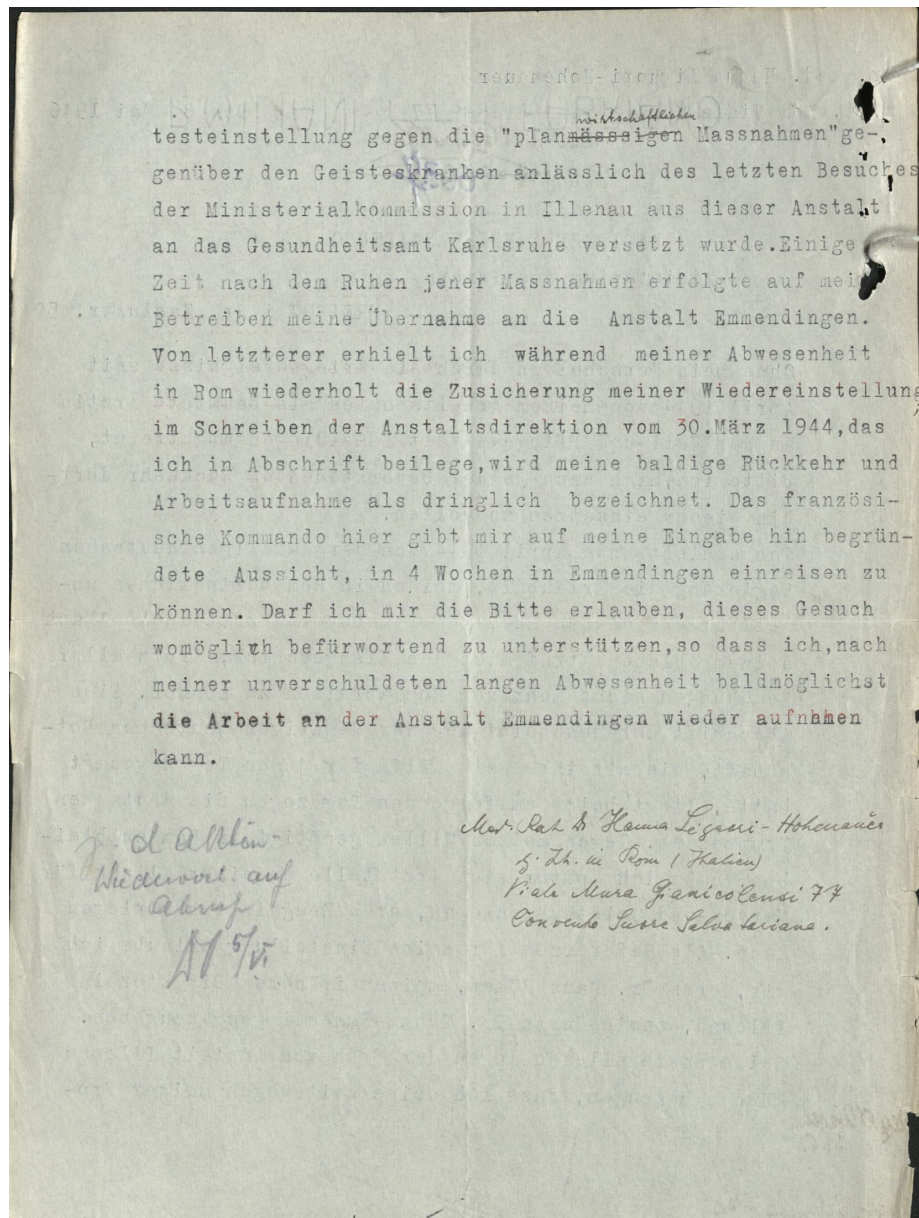 wirtschaftlichen
testeinstellung gegen die "planmässsigen Massnahmen"ge-
genüber den Geisteskranken anlässlich des letzten Besuches
der Ministerialkommission in Illenau aus dieser Anstalt
an das Gesundheitsamt Karlsruhe versetzt wurde.Einige
Zeit nach dem Ruhen jener Massnahmen erfolgte auf mein
Betreiben meine Übernahme an die Anstalt Emmendingen.
Von letzterer erhielt ich während meiner Abwesenheit
in Rom wiederholt die Zusicherung meiner Wiedereinstellung
im Schreiben der Anstaltsdirektion vom 30.März 1944,das
ich in Abschrift beilege,wird meine baldige Rückkehr und
Arbeitsaufnahme als dringlich bezeichnet. Das französi-
sche Kommando hier gibt mir auf meine Eingabe hin begrün-
dete Aussicht, in 4 Wochen in Emmendingen einreisen zu
können. Darf ich mir die Bitte erlauben, dieses Gesuch
womöglich befürwortend zu unterstützen,so dass ich,nach
meiner unverschuldeten langen Abwesenheit baldmöglichst
die Arbeit an der Anstalt Emmendingen wieder aufnhmen
kann.
Med. Rat Dr Hanna Liguori-Hohenauer
z. Zt. in Rom (Italien)
Viale Mura Gianicolensi 77
Convento Suore Salvatoriane.
z. d Akten-
Wiedervorl. auf
Abruf
5/VI.